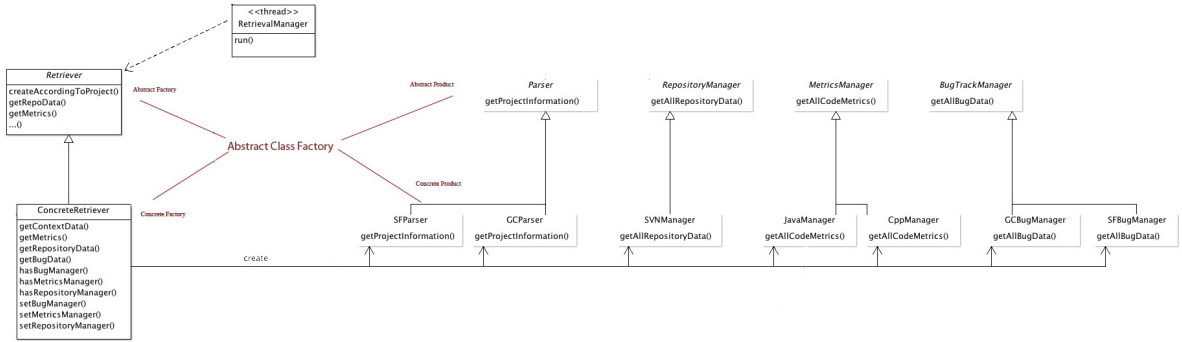 <<thread>>
RetrievalManager
run()
Retriever
createAccordingToProject()
getRepoData()
getMetrics()
...()
Abstract Factory
Abstract Product
Abstract Class Factory
Concrete Product
Concrete Factory
Parser
getProjectInformation()
RepositoryManager
getAllRepositoryData()
MetricsManager
getAllCodeMetrics()
BugTrackManager
getAllBugData()
ConcreteRetriever
getContextData()
getMetrics()
getRepositoryData()
getBugData()
hasBugManager()
hasMetricsManager()
hasRepositoryManager()
setBugManager()
setMetricsManager()
setRepositoryManager()
create
SFParser
getProjectInformation()
GCParser
getProjectInformation()
SVNManager
getAllRepositoryData()
JavaManager
getAllCodeMetrics()
CppManager
getAllCodeMetrics()
GCBugManager
getAllBugData()
SFBugManager
getAllBugData()